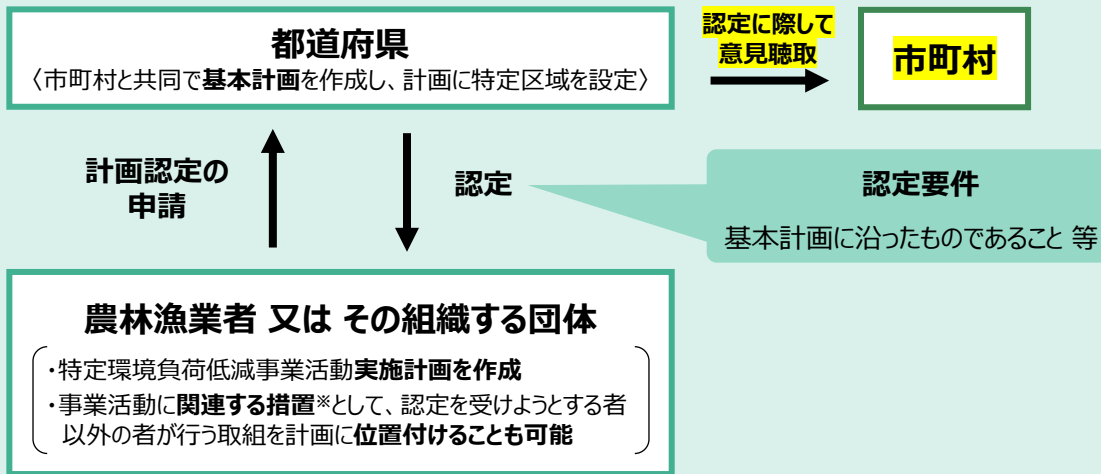 都道府県
〈市町村と共同で基本計画を作成し、計画に特定区域を設定〉
認定に際して
意見聴取
市町村
計画認定の
申請
認定
認定要件
基本計画に沿ったものであること 等
農林漁業者 又は その組織する団体
・特定環境負荷低減事業活動実施計画を作成
・事業活動に関連する措置※として、認定を受けようとする者
以外の者が行う取組を計画に位置付けることも可能